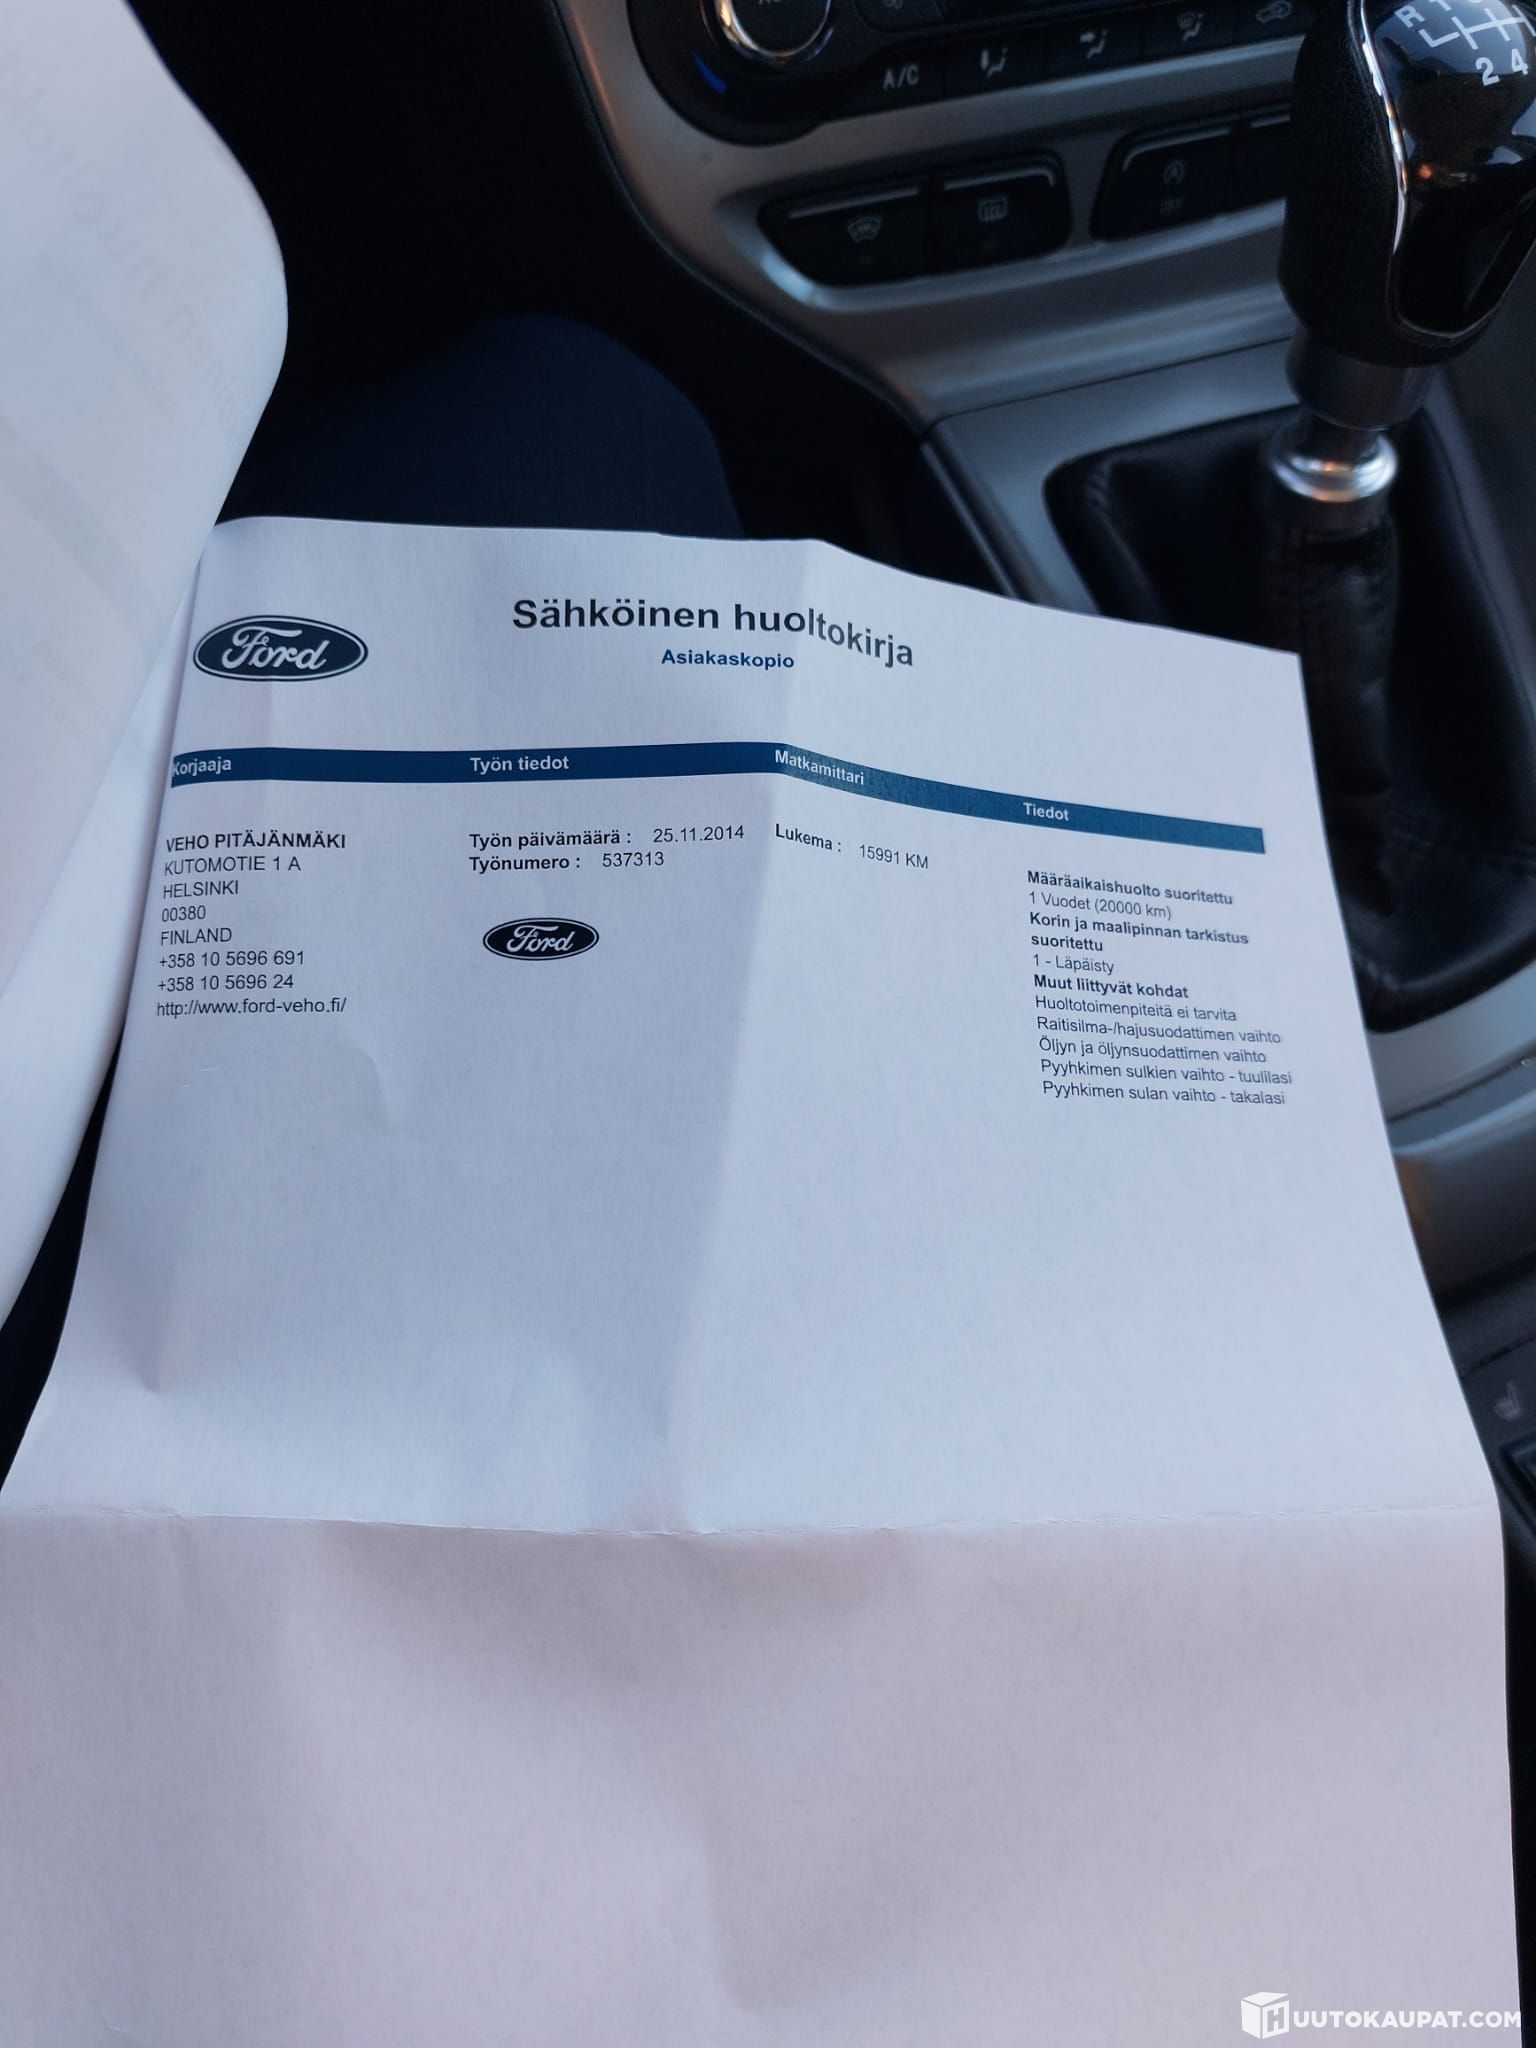 A/C
R
2 4
Ford
Sähköinen huoltokirja
Asiakaskopio
Korjaaja Työn tiedot Matkamittari Tiedot
VEHO PITÄJÄNMÄKI
KUTOMOTIE 1 A
HELSINKI
00380
FINLAND
+358 10 5696 691
+358 10 5696 24
http://www.ford-veho.fi/
Työn päivämäärä : 25.11.2014
Työnumero : 537313
Ford
Lukema : 15991 KM
Määräaikaishuolto suoritettu
1 Vuodet (20000 km)
Korin ja maalipinnan tarkistus
suoritettu
1 - Läpäisty
Muut liittyvät kohdat
Huoltotoimenpiteitä ei tarvita
Raitisilma-/hajusuodattimen vaihto
Öljyn ja öljynsuodattimen vaihto
Pyyhkimen sulkien vaihto - tuulilasi
Pyyhkimen sulan vaihto - takalasi
HUUTOKAUPAT.COM